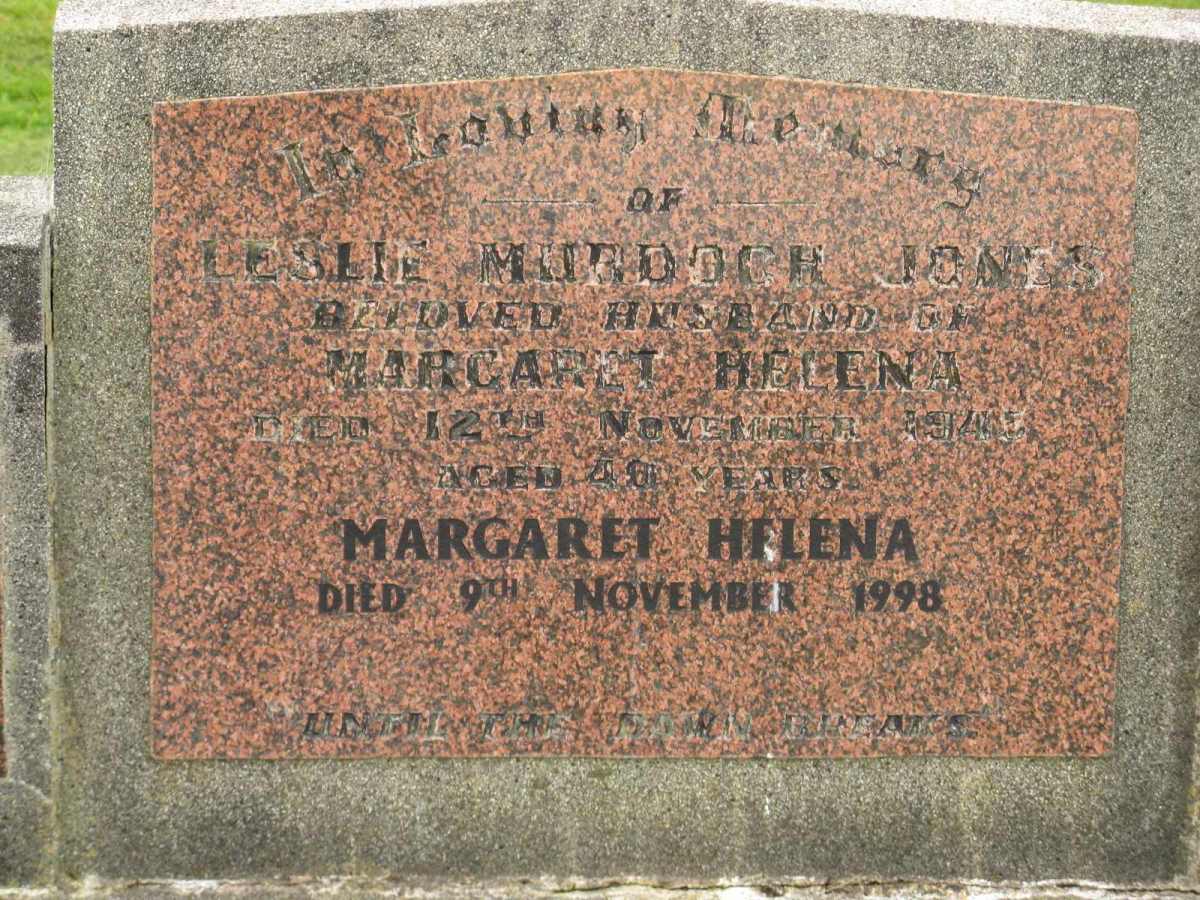 In Loving Memory
OF
LESLIE MURDOCH JONES
BELOVED HUSBAND OF
MARGARET HELENA
DIED 12TH NOVEMBER
AGED 40 YEARS.
MARGARET HELENA
DIED 9TH NOVEMBER 1998
"UNTIL THE DAWN BREAKS"